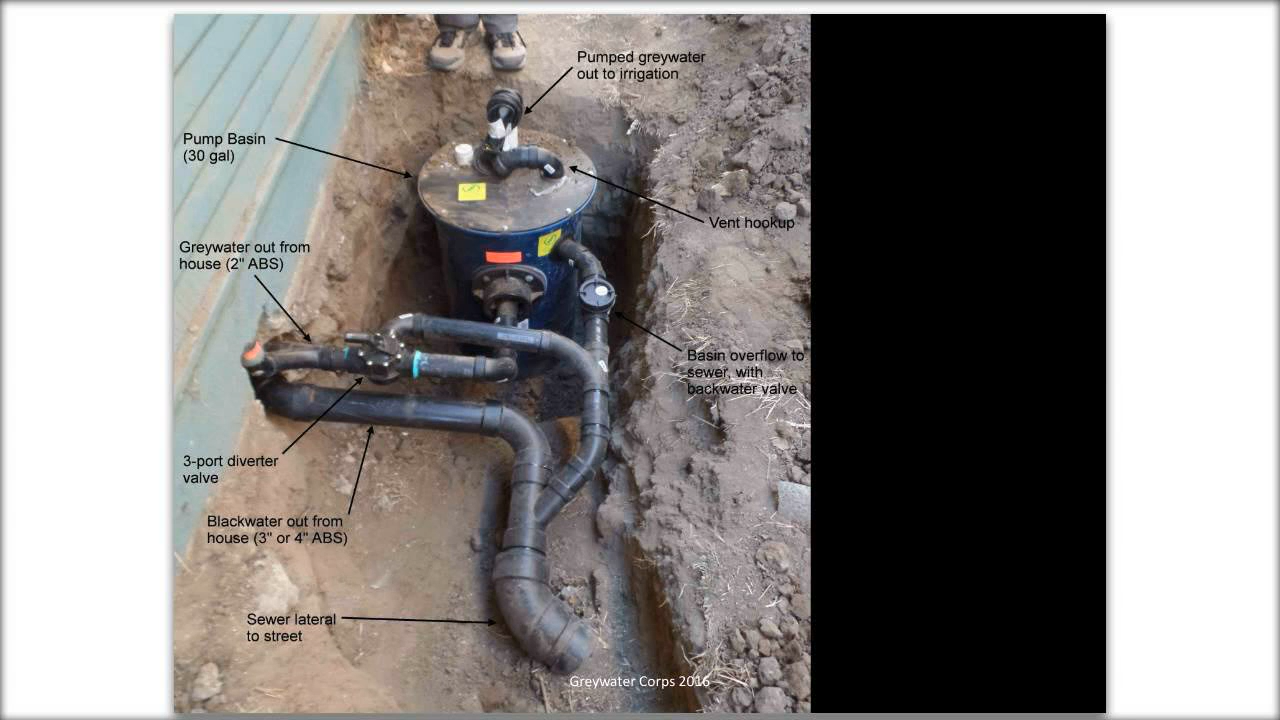 Pumped greywater
out to irrigation
Pump Basin
(30 gal)
Vent hookup
Greywater out from
house (2" ABS)
Basin overflow to
sewer, with
backwater valve
3-port diverter
valve
Blackwater out from
house (3" or 4" ABS)
Sewer lateral
to street
Greywater Corps 2016